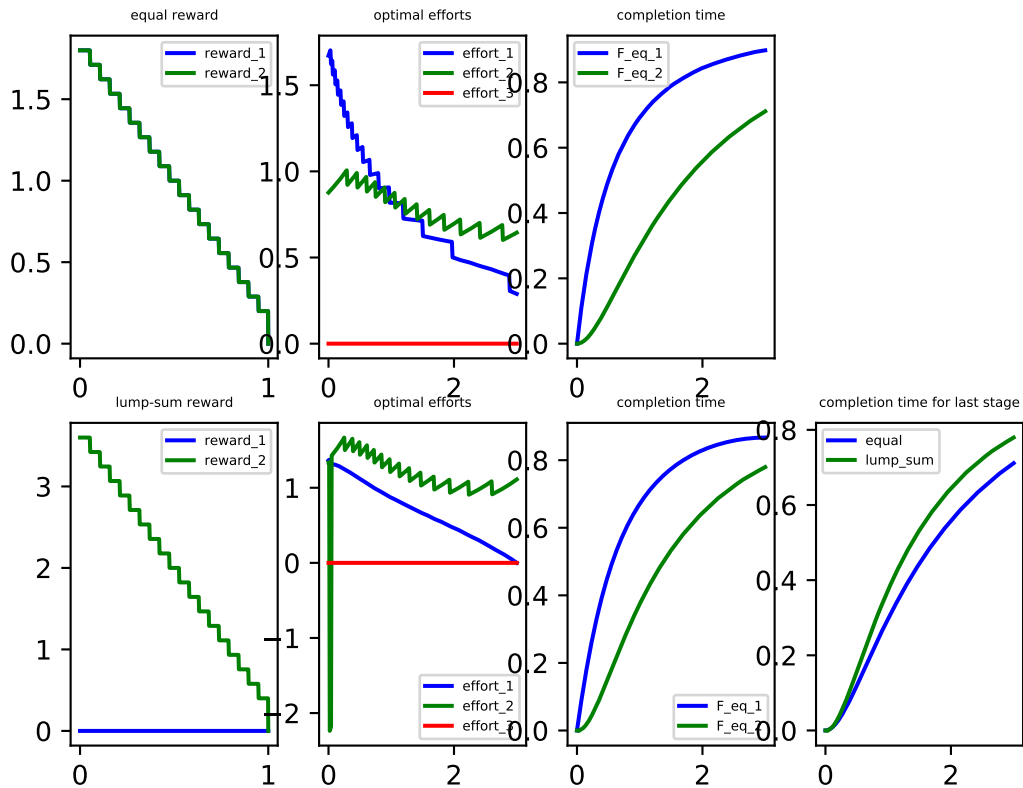 equal reward
reward_1
reward_2
1.5
1.0
0.5
0.0
0
1
optimal efforts
effort_1
effort_2
effort_3
1.5
1.0
0.5
0.0
0
2
completion time
F_eq_1
F_eq_2
0.8
0.6
0.4
0.2
0.0
0
2
lump-sum reward
reward_1
reward_2
3
2
1
0
0
1
optimal efforts
1
0
−1
−2
effort_1
effort_2
effort_3
0
2
completion time
0.8
0.6
0.4
0.2
0.0
F_eq_1
F_eq_2
0
2
completion time for last stage
equal
lump_sum
0.8
0.6
0.4
0.2
0.0
0
2